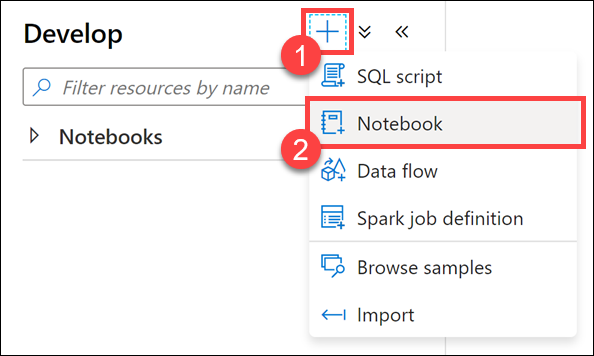 Develop
1
Filter resources by name
Notebooks
SQL script
Notebook
2
Data flow
Spark job definition
Browse samples
Import